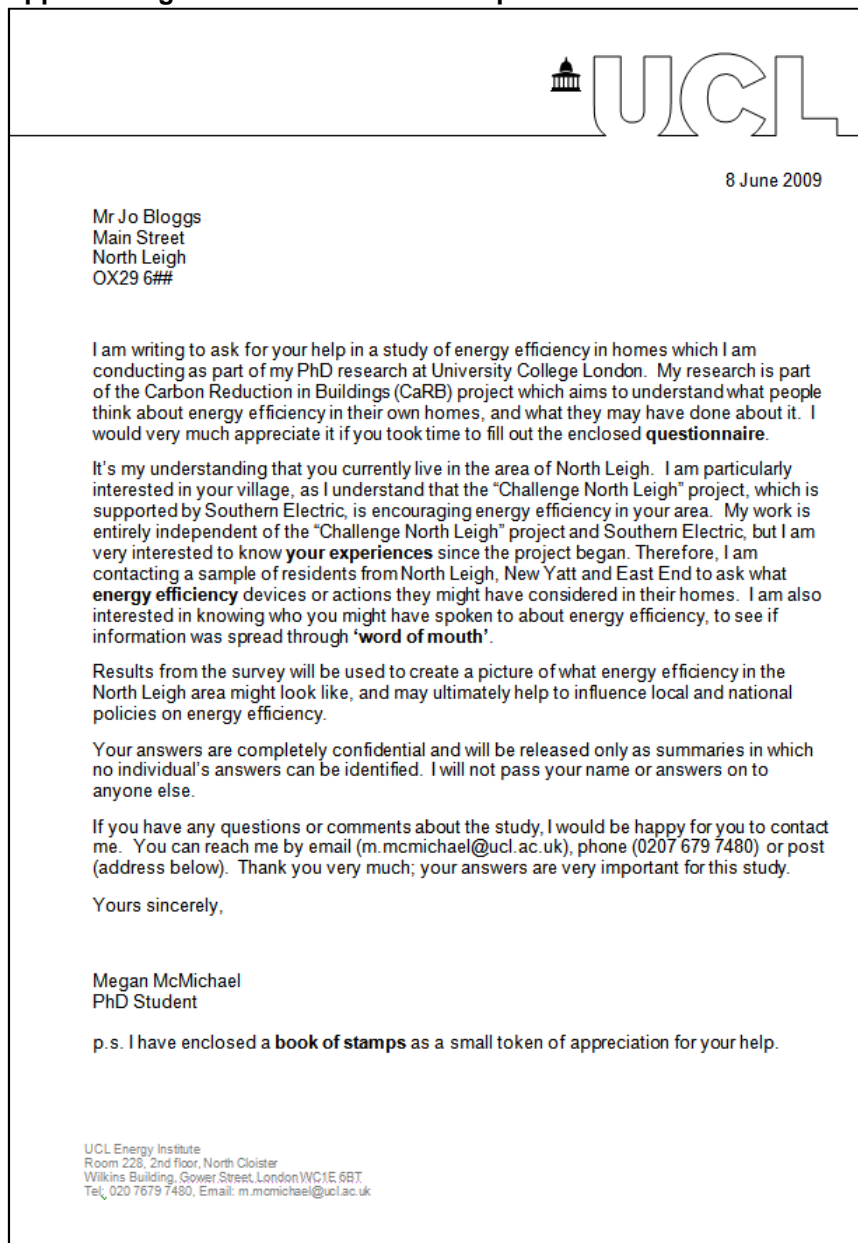 UCL
8 June 2009
Mr Jo Bloggs
Main Street
North Leigh
OX29 6##
I am writing to ask for your help in a study of energy efficiency in homes which I am
conducting as part of my PhD research at University College London.  My research is part
of the Carbon Reduction in Buildings (CaRB) project which aims to understand what people
think about energy efficiency in their own homes, and what they may have done about it.  I
would very much appreciate it if you took time to fill out the enclosed questionnaire.
It's my understanding that you currently live in the area of North Leigh.  I am particularly
interested in your village, as I understand that the “Challenge North Leigh” project, which is
supported by Southern Electric, is encouraging energy efficiency in your area.  My work is
entirely independent of the “Challenge North Leigh” project and Southern Electric, but I am
very interested to know your experiences since the project began. Therefore, I am
contacting a sample of residents from North Leigh, New Yatt and East End to ask what
energy efficiency devices or actions they might have considered in their homes.  I am also
interested in knowing who you might have spoken to about energy efficiency, to see if
information was spread through ‘word of mouth’.
Results from the survey will be used to create a picture of what energy efficiency in the
North Leigh area might look like, and may ultimately help to influence local and national
policies on energy efficiency.
Your answers are completely confidential and will be released only as summaries in which
no individual's answers can be identified.  I will not pass your name or answers on to
anyone else.
If you have any questions or comments about the study, I would be happy for you to contact
me.  You can reach me by email (m.mcmichael@ucl.ac.uk), phone (0207 679 7480) or post
(address below).  Thank you very much; your answers are very important for this study.
Yours sincerely,
Megan McMichael
PhD Student
p.s. I have enclosed a book of stamps as a small token of appreciation for your help.
UCL Energy Institute
Room 228, 2nd floor, North Cloister
Wilkins Building, Gower Street, London WC1E 6BT
Tel: 020 7679 7480, Email: m.mcmichael@ucl.ac.uk